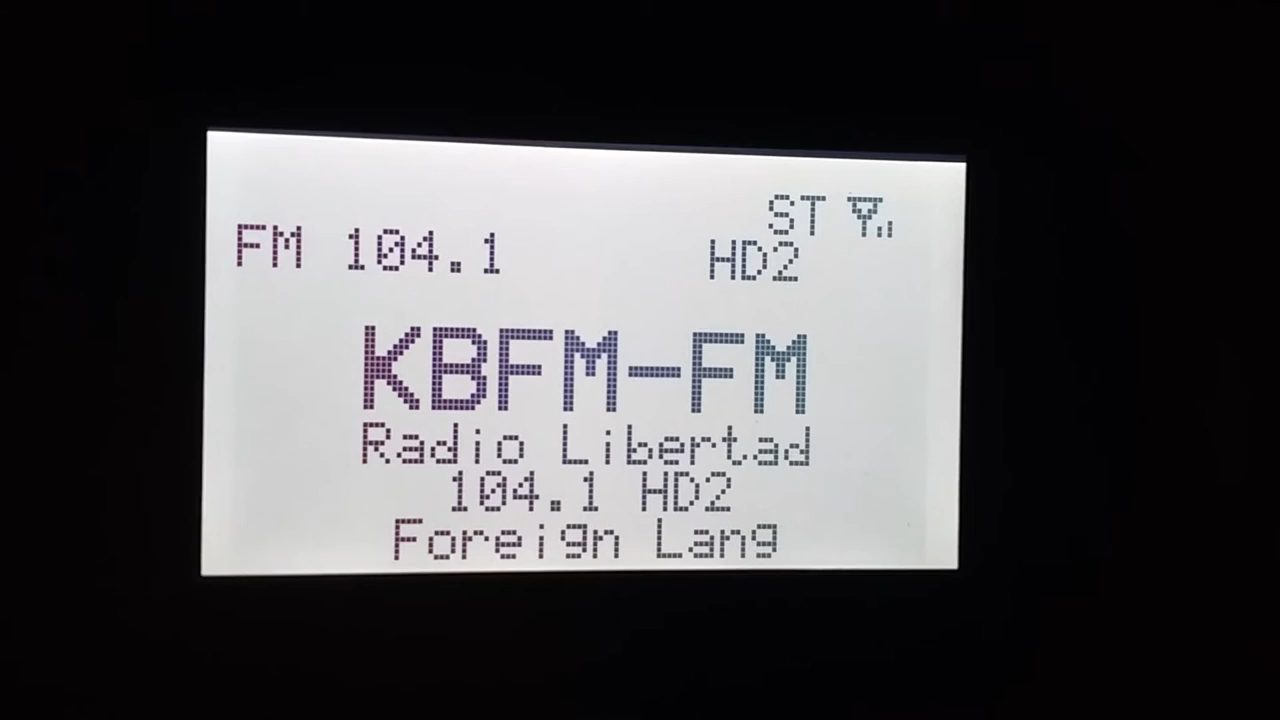 ST
FM 104.1 HD2
KBFM-FM
Radio Libertad
104.1 HD2
Foreign Lang